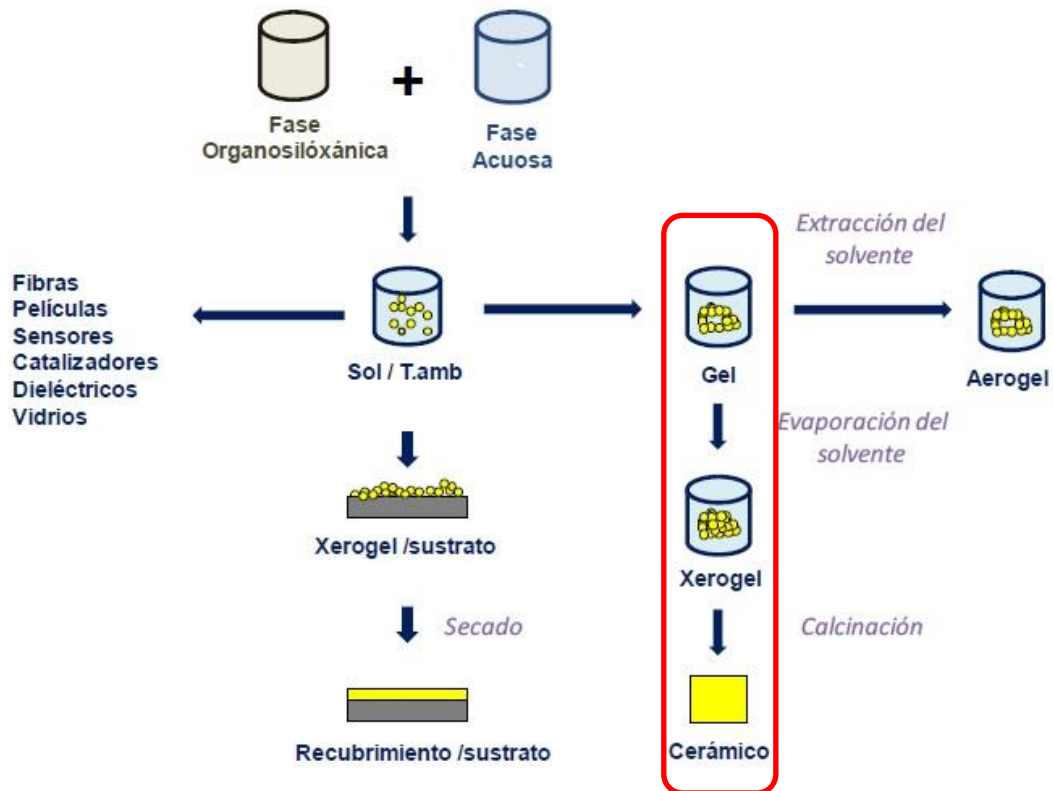 +
Fase
Organosilóxánica
Fase
Acuosa
Extracción del
solvente
Fibras
Películas
Sensores
Catalizadores
Dieléctricos
Vidrios
Sol / T.amb
Gel
Aerogel
Evaporación del
solvente
Xerogel /sustrato
Xerogel
Secado
Calcinación
Recubrimiento /sustrato
Cerámico